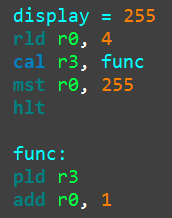 display = 255
rld r0, 4
cal r3, func
mst r0, 255
hlt

func:
pld r3
add r0, 1